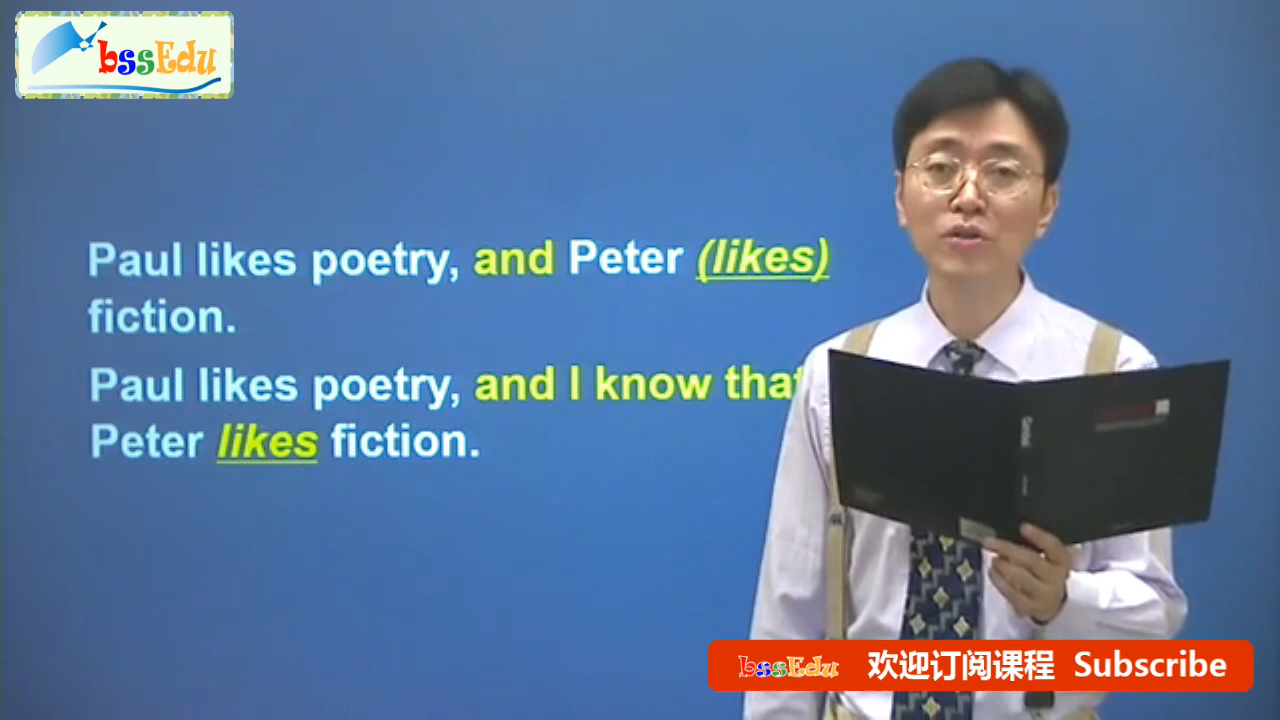 bssEdu
Paul likes poetry, and Peter (likes)
fiction.
Paul likes poetry, and I know that
Peter likes fiction.
bssEdu 欢迎订阅课程 Subscribe